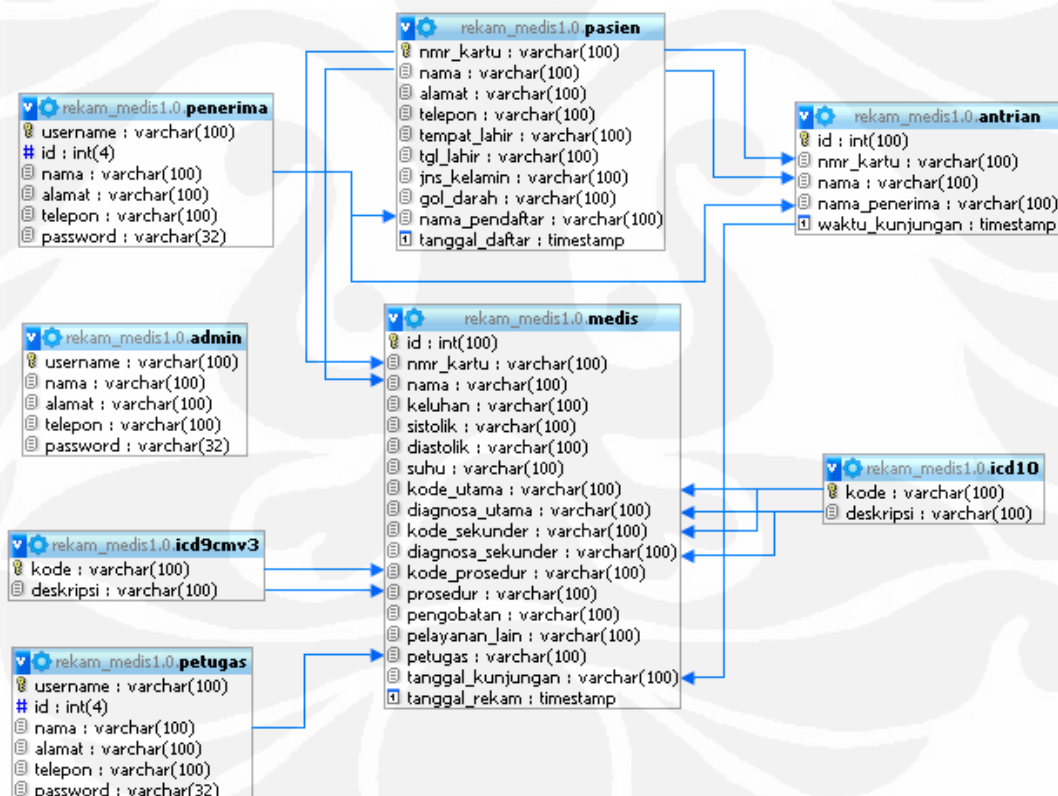 rekam_medis1.0.pasien
nmr_kartu : varchar(100)
nama : varchar(100)
alamat : varchar(100)
telepon : varchar(100)
tempat_lahir : varchar(100)
tgl_lahir : varchar(100)
jns_kelamin : varchar(100)
gol_darah : varchar(100)
nama_pendaftar : varchar(100)
tanggal_daftar : timestamp
rekam_medis1.0.penerima
username : varchar(100)
# id : int(4)
nama : varchar(100)
alamat : varchar(100)
telepon : varchar(100)
password : varchar(32)
rekam_medis1.0.antrian
id : int(100)
nmr_kartu : varchar(100)
nama : varchar(100)
nama_penerima : varchar(100)
waktu_kunjungan : timestamp
rekam_medis1.0.admin
username : varchar(100)
nama : varchar(100)
alamat : varchar(100)
telepon : varchar(100)
password : varchar(32)
rekam_medis1.0.medis
id : int(100)
nmr_kartu : varchar(100)
nama : varchar(100)
keluhan : varchar(100)
sistolik : varchar(100)
diastolik : varchar(100)
suhu : varchar(100)
kode_utama : varchar(100)
diagnosa_utama : varchar(100)
kode_sekunder : varchar(100)
diagnosa_sekunder : varchar(100)
kode_prosedur : varchar(100)
prosedur : varchar(100)
pengobatan : varchar(100)
pelayanan_lain : varchar(100)
petugas : varchar(100)
tanggal_kunjungan : varchar(100)
tanggal_rekam : timestamp
rekam_medis1.0.icd10
kode : varchar(100)
deskripsi : varchar(100)
rekam_medis1.0.icd9cmv3
kode : varchar(100)
deskripsi : varchar(100)
rekam_medis1.0.petugas
username : varchar(100)
# id : int(4)
nama : varchar(100)
alamat : varchar(100)
telepon : varchar(100)
password : varchar(32)